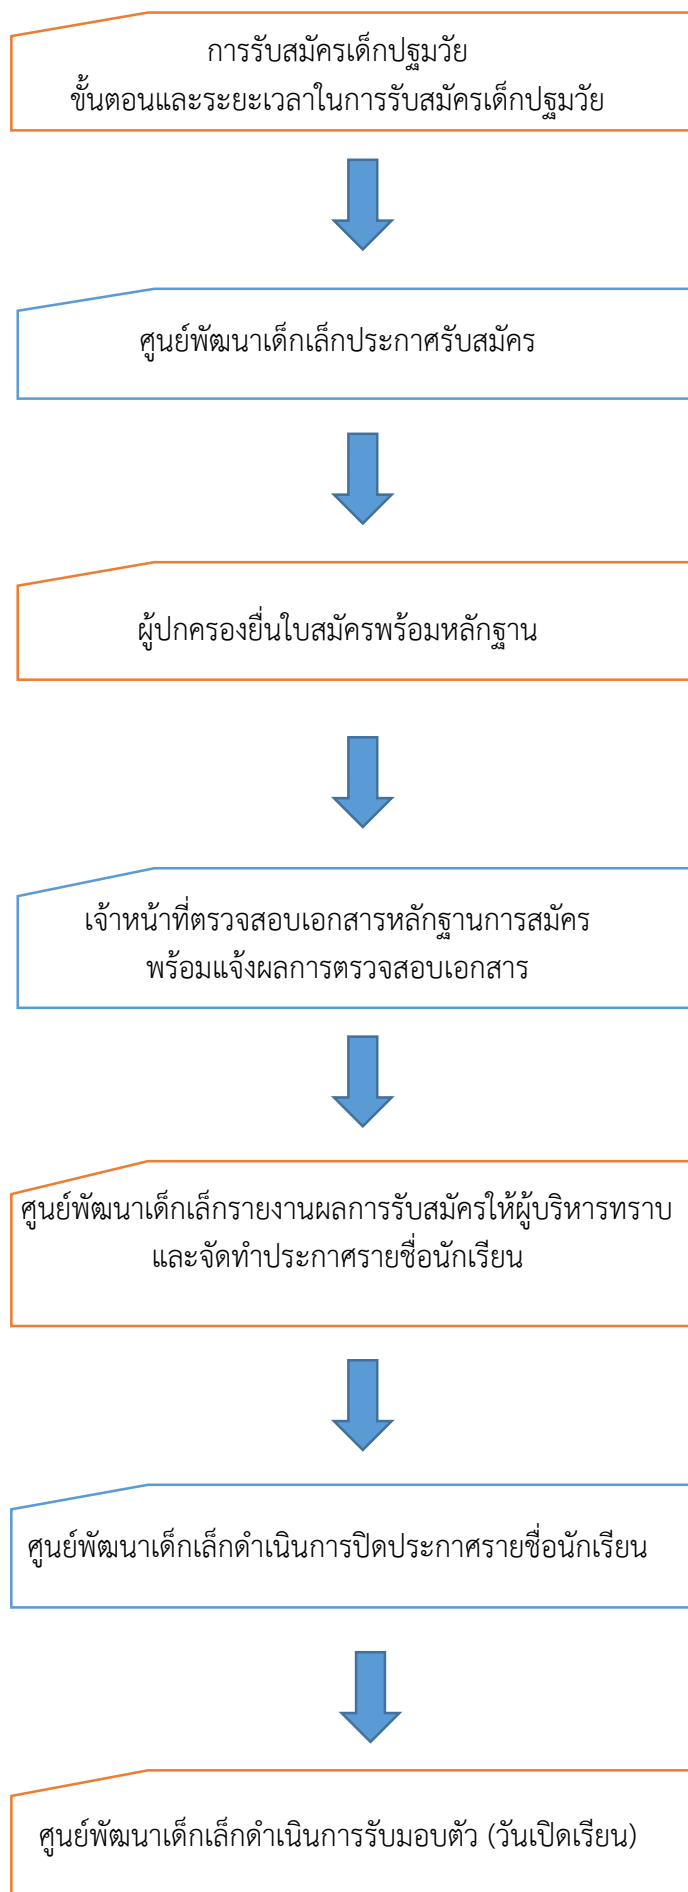 การรับสมัครเด็กปฐมวัย
ขั้นตอนและระยะเวลาในการรับสมัครเด็กปฐมวัย
ศูนย์พัฒนาเด็กเล็กประกาศรับสมัคร
ผู้ปกครองยื่นใบสมัครพร้อมหลักฐาน
เจ้าหน้าที่ตรวจสอบเอกสารหลักฐานการสมัคร
พร้อมแจ้งผลการตรวจสอบเอกสาร
ศูนย์พัฒนาเด็กเล็กรายงานผลการรับสมัครให้ผู้บริหารทราบ
และจัดทำประกาศรายชื่อนักเรียน
ศูนย์พัฒนาเด็กเล็กดำเนินการปิดประกาศรายชื่อนักเรียน
ศูนย์พัฒนาเด็กเล็กดำเนินการรับมอบตัว (วันเปิดเรียน)